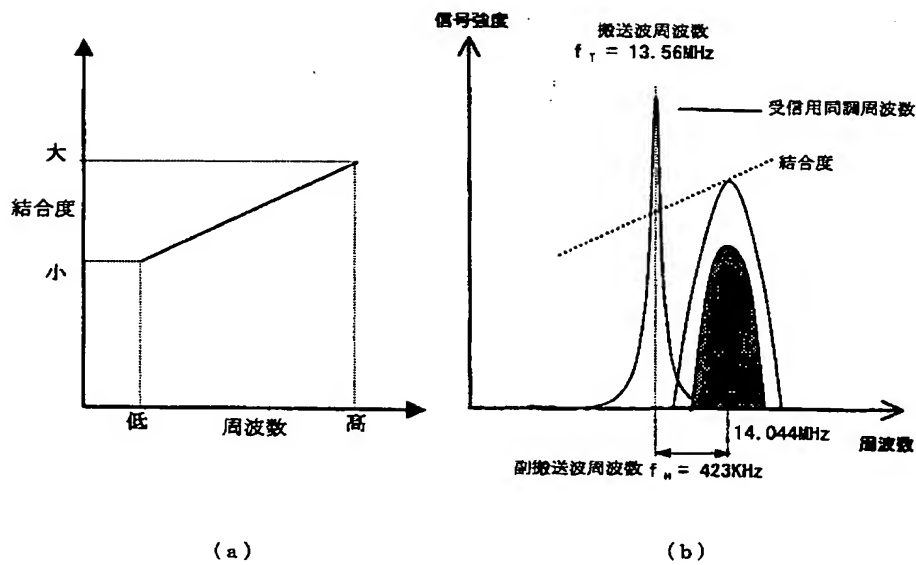 大
結合度
小
低
周波数
高
(a)
信号強度
搬送波周波数
f T = 13.56MHz
受信用同調周波数
結合度
14.044MHz
周波数
副搬送波周波数 f M = 423KHz
(b)